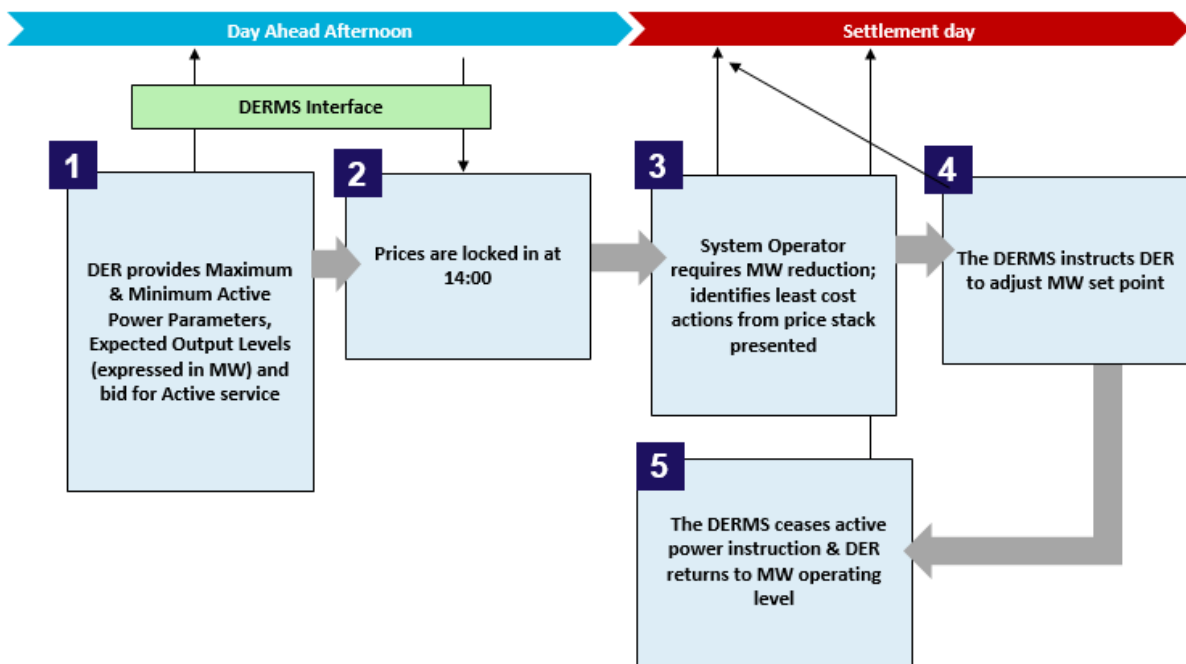 Day Ahead Afternoon
Settlement day
DERMS Interface
1
DER provides Maximum
& Minimum Active
Power Parameters,
Expected Output Levels
(expressed in MW) and
bid for Active service
2
Prices are locked in at
14:00
3
System Operator
requires MW reduction;
identifies least cost
actions from price stack
presented
4
The DERMS instructs DER
to adjust MW set point
5
The DERMS ceases active
power instruction & DER
returns to MW operating
level